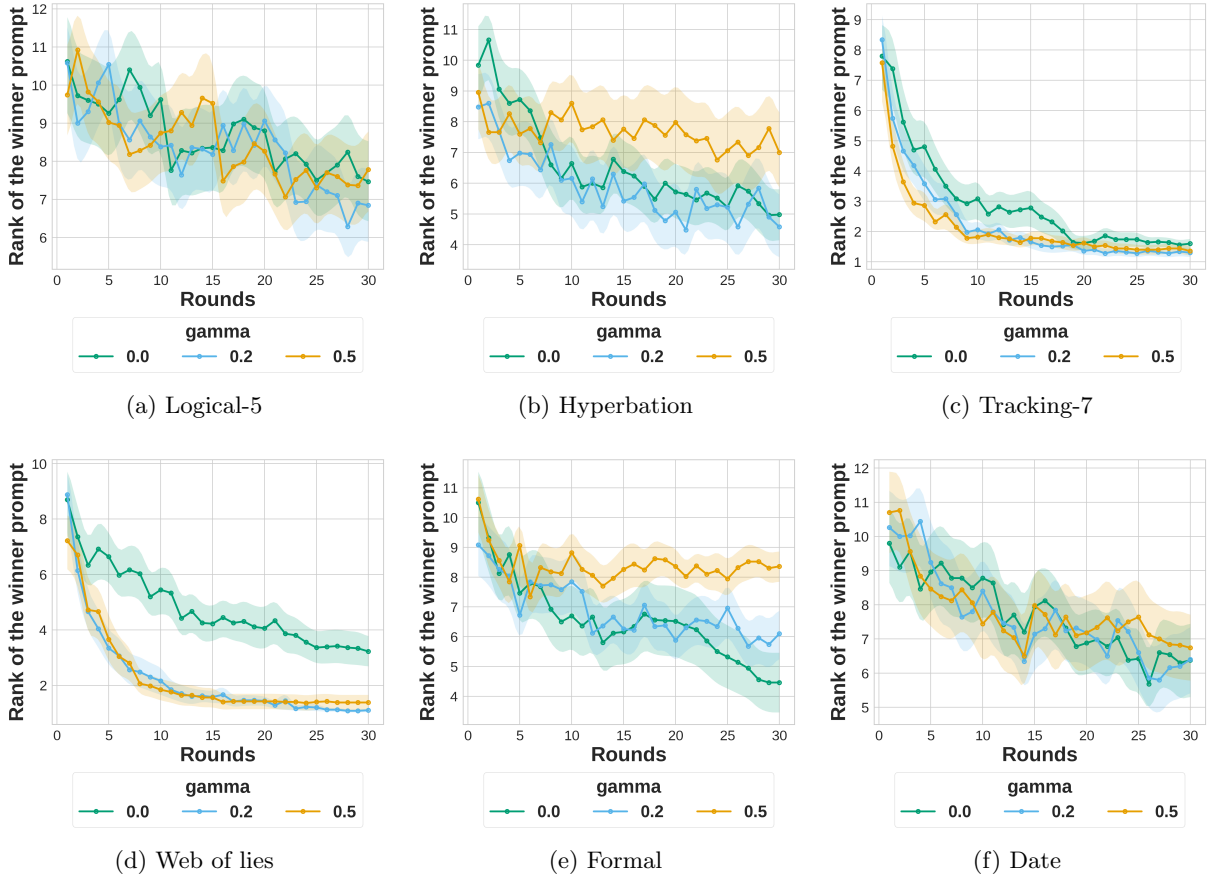 Rank of the winner prompt
12
11
10
9
8
7
6
0 5 10 15 20 25 30
Rounds
gamma
0.0 0.2 0.5
(a) Logical-5
Rank of the winner prompt
11
10
9
8
7
6
5
4
0 5 10 15 20 25 30
Rounds
gamma
0.0 0.2 0.5
(b) Hyperbation
Rank of the winner prompt
9
8
7
6
5
4
3
2
1
0 5 10 15 20 25 30
Rounds
gamma
0.0 0.2 0.5
(c) Tracking-7
Rank of the winner prompt
10
8
6
4
2
0 5 10 15 20 25 30
Rounds
gamma
0.0 0.2 0.5
(d) Web of lies
Rank of the winner prompt
11
10
9
8
7
6
5
4
0 5 10 15 20 25 30
Rounds
gamma
0.0 0.2 0.5
(e) Formal
Rank of the winner prompt
12
11
10
9
8
7
6
5
0 5 10 15 20 25 30
Rounds
gamma
0.0 0.2 0.5
(f) Date